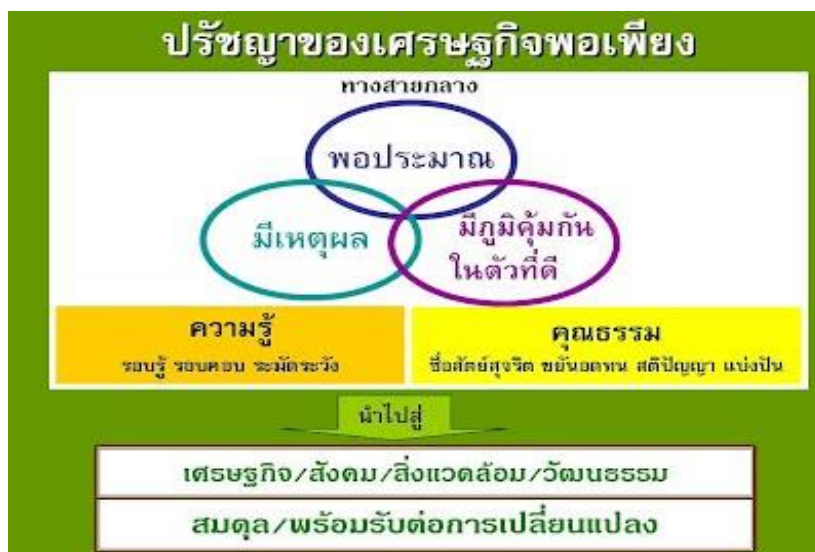 ปรัชญาของเศรษฐกิจพอเพียง
ทางสายกลาง
พอประมาณ
มีเหตุผล
มีภูมิคุ้มกัน
ในตัวที่ดี
ความรู้
รอบรู้ รอบคอบ ระมัดระวัง
คุณธรรม
ซื่อสัตย์สุจริต ขยันอดทน สติปัญญา แบ่งปัน
นำไปสู่
เศรษฐกิจ/สังคม/สิ่งแวดล้อม/วัฒนธรรม
สมดุล/พร้อมรับต่อการเปลี่ยนแปลง